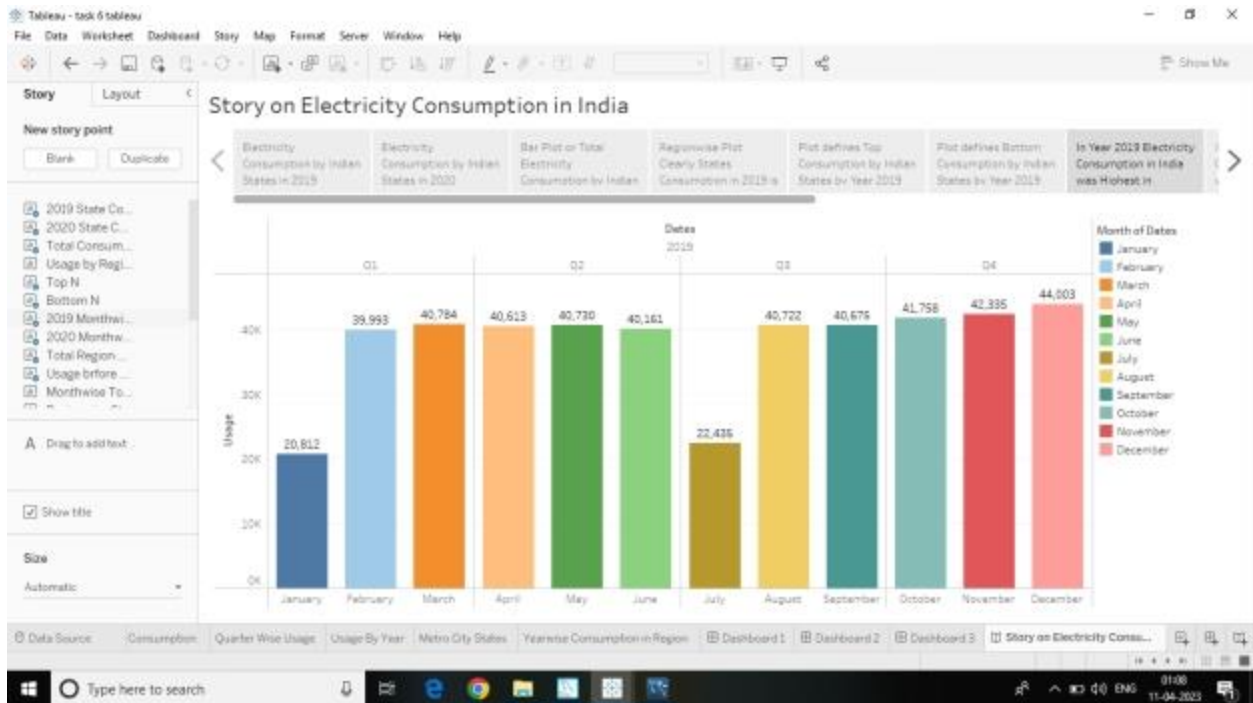 Tableau - task 6 tableau
File Data Worksheet Dashboard Story Map Format Server Window Help
Show Me
Story Layout
Story on Electricity Consumption in India
New story point
Blank Duplicate
Electricity Consumption by Indian States in 2019
Electricity Consumption by Indian States in 2020
Bar Plot or Total Electricity Consumption by Indian
Regionwise Plot Clearly States Consumption in 2019 is
Plot defines Top Consumption by Indian States by Year 2019
Plot defines Bottom Consumption by Indian States by Year 2019
In Year 2019 Electricity Consumption in India was Highest in
2019 State Co...
2020 State C...
Total Consum...
Usage by Regi...
Top N
Bottom N
2019 Monthwi...
2020 Monthw...
Total Region ...
Usage brfore ...
Monthwise To...
A Drag to add text
Show title
Size
Automatic
Dates
2019
Q1 Q2 Q3 Q4
Usage
40K
30K
20K
10K
0K
20,812
39,993
40,784
40,613
40,730
40,161
22,435
40,722
40,675
41,758
42,335
44,003
January February March April May June July August September October November December
Month of Dates
January
February
March
April
May
June
July
August
September
October
November
December
Data Source Consumption Quarter Wise Usage Usage By Year Metro City States Yearwise Consumption in Region Dashboard 1 Dashboard 2 Dashboard 3 Story on Electricity Consu...
Type here to search
ENG
01:08
11-04-2023